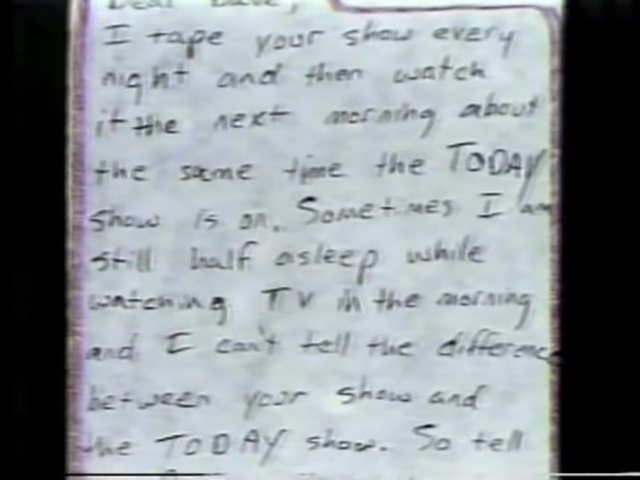 Dear Dave,
I tape your show every
night and then watch
it the next morning about
the same time the TODAY
show is on. Sometimes I am
still half asleep while
watching TV in the morning
and I can't tell the difference
between your show and
the TODAY show. So tell